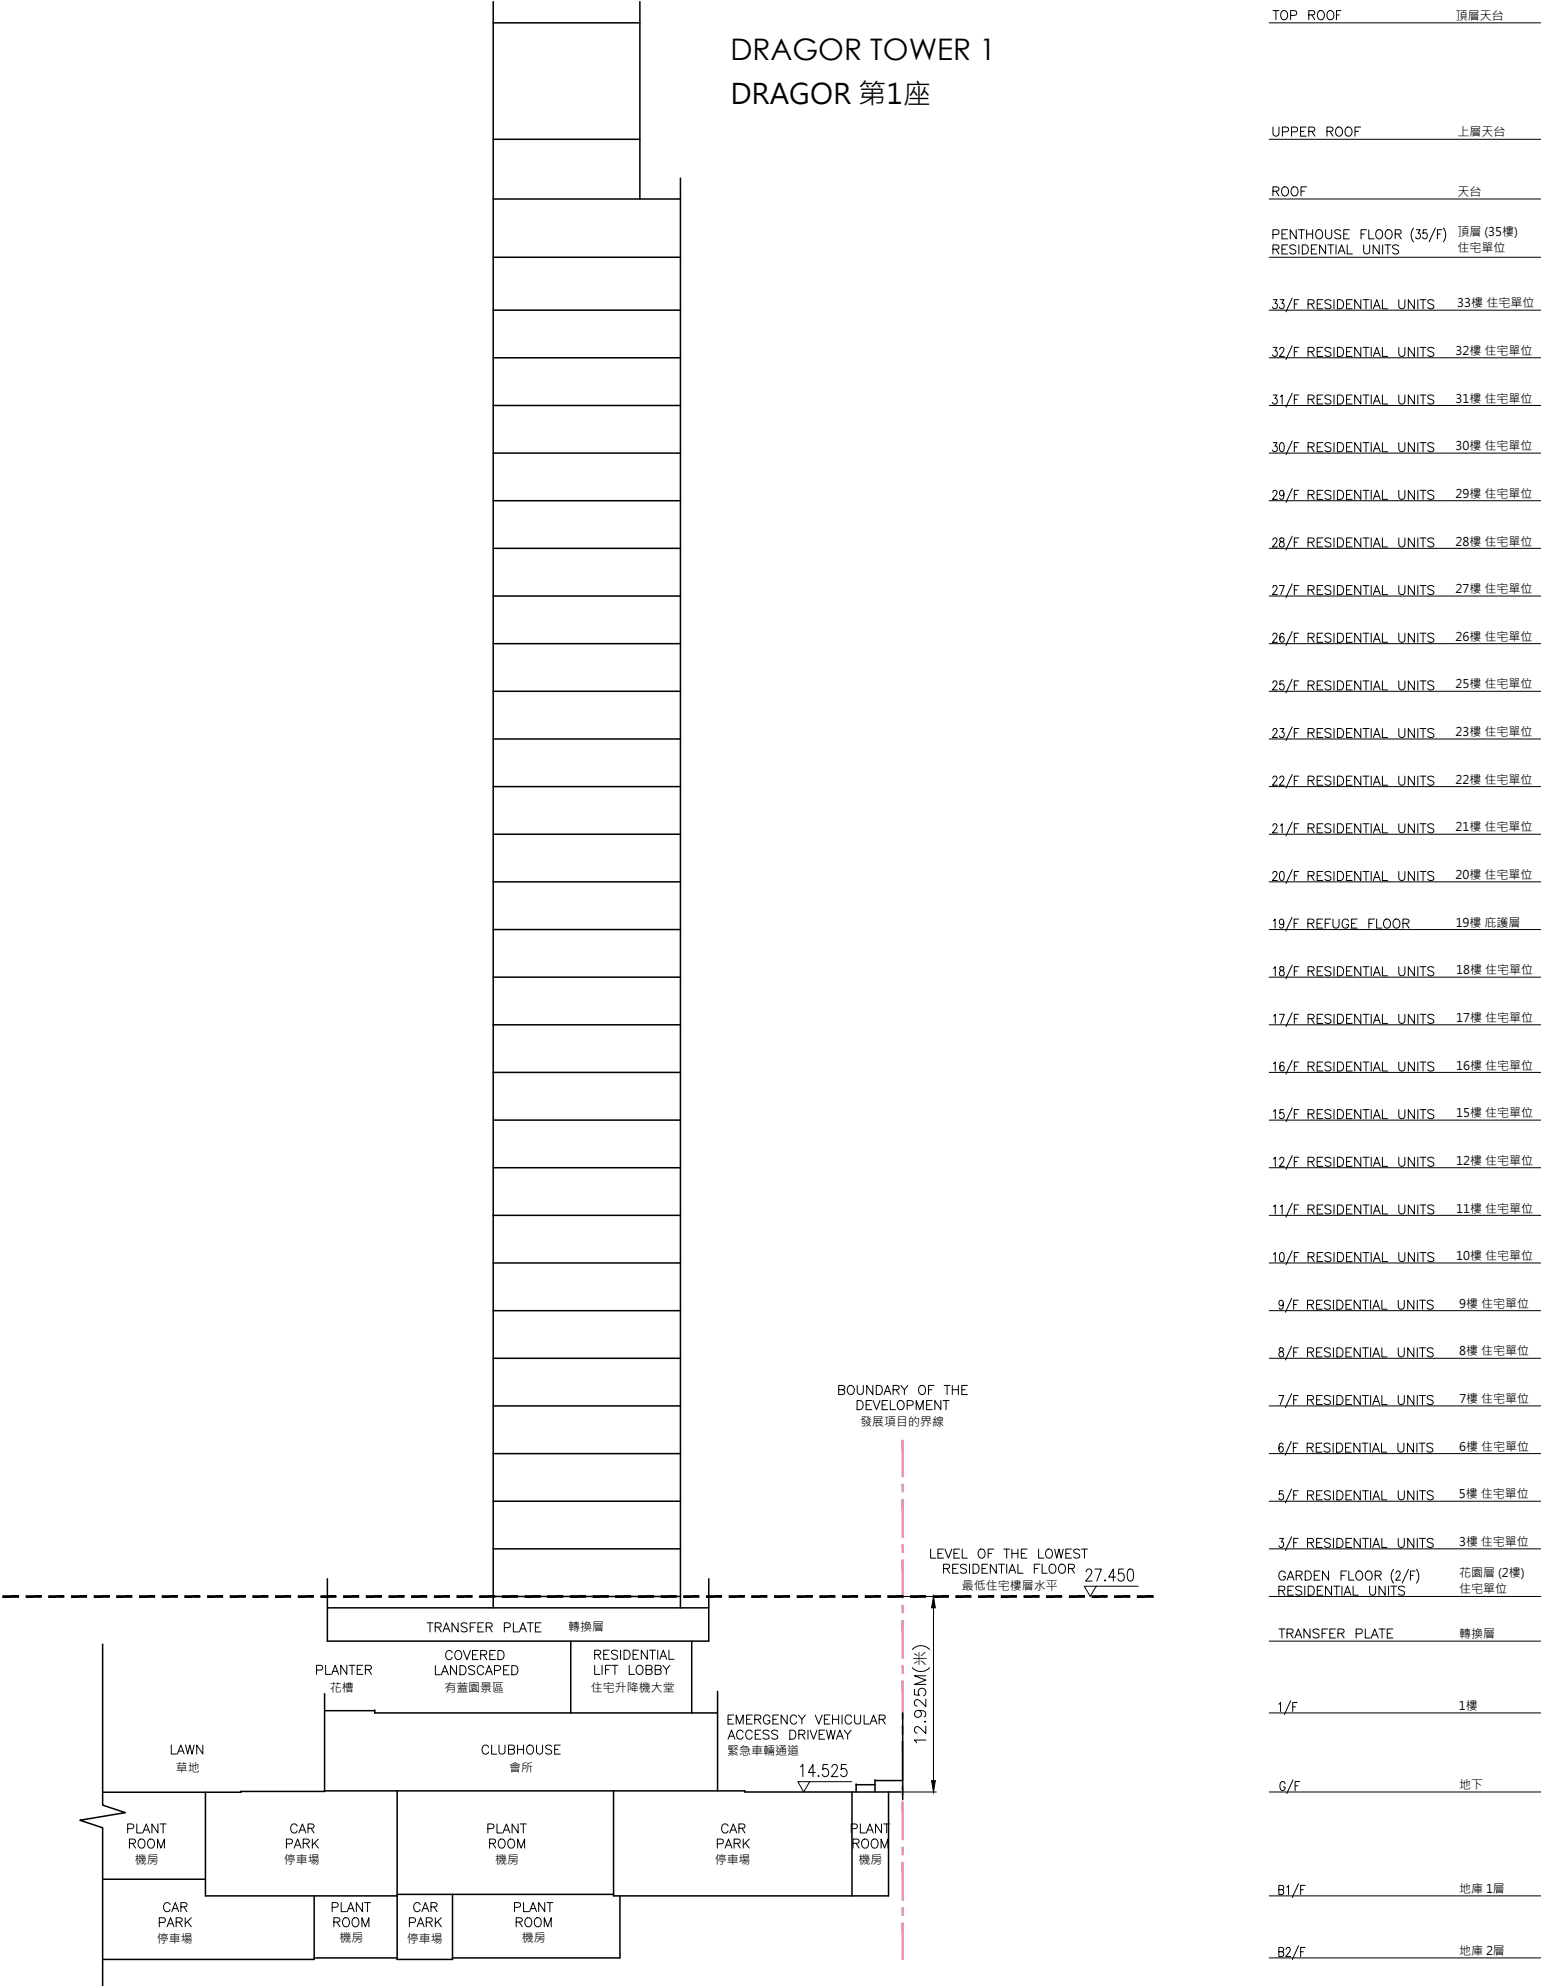 DRAGOR TOWER 1
DRAGOR 第1座
TOP ROOF 頂層天台
UPPER ROOF 上層天台
ROOF 天台
PENTHOUSE FLOOR (35/F) 頂層 (35樓)
RESIDENTIAL UNITS 住宅單位
33/F RESIDENTIAL UNITS 33樓 住宅單位
32/F RESIDENTIAL UNITS 32樓 住宅單位
31/F RESIDENTIAL UNITS 31樓 住宅單位
30/F RESIDENTIAL UNITS 30樓 住宅單位
29/F RESIDENTIAL UNITS 29樓 住宅單位
28/F RESIDENTIAL UNITS 28樓 住宅單位
27/F RESIDENTIAL UNITS 27樓 住宅單位
26/F RESIDENTIAL UNITS 26樓 住宅單位
25/F RESIDENTIAL UNITS 25樓 住宅單位
23/F RESIDENTIAL UNITS 23樓 住宅單位
22/F RESIDENTIAL UNITS 22樓 住宅單位
21/F RESIDENTIAL UNITS 21樓 住宅單位
20/F RESIDENTIAL UNITS 20樓 住宅單位
19/F REFUGE FLOOR 19樓 庇護層
18/F RESIDENTIAL UNITS 18樓 住宅單位
17/F RESIDENTIAL UNITS 17樓 住宅單位
16/F RESIDENTIAL UNITS 16樓 住宅單位
15/F RESIDENTIAL UNITS 15樓 住宅單位
12/F RESIDENTIAL UNITS 12樓 住宅單位
11/F RESIDENTIAL UNITS 11樓 住宅單位
10/F RESIDENTIAL UNITS 10樓 住宅單位
9/F RESIDENTIAL UNITS 9樓 住宅單位
8/F RESIDENTIAL UNITS 8樓 住宅單位
7/F RESIDENTIAL UNITS 7樓 住宅單位
6/F RESIDENTIAL UNITS 6樓 住宅單位
5/F RESIDENTIAL UNITS 5樓 住宅單位
3/F RESIDENTIAL UNITS 3樓 住宅單位
GARDEN FLOOR (2/F) 花園層 (2樓)
RESIDENTIAL UNITS 住宅單位
TRANSFER PLATE 轉換層
1/F 1樓
G/F 地下
B1/F 地庫 1層
B2/F 地庫 2層
BOUNDARY OF THE
DEVELOPMENT
發展項目的界線
LEVEL OF THE LOWEST
RESIDENTIAL FLOOR
最低住宅樓層水平
27.450
12.925M(米)
TRANSFER PLATE 轉換層
PLANTER
花槽
COVERED
LANDSCAPED
有蓋園景區
RESIDENTIAL
LIFT LOBBY
住宅升降機大堂
EMERGENCY VEHICULAR
ACCESS DRIVEWAY
緊急車輛通道
14.525
LAWN
草地
CLUBHOUSE
會所
PLANT
ROOM
機房
CAR
PARK
停車場
PLANT
ROOM
機房
CAR
PARK
停車場
PLANT
ROOM
機房
CAR
PARK
停車場
PLANT
ROOM
機房
CAR
PARK
停車場
PLANT
ROOM
機房